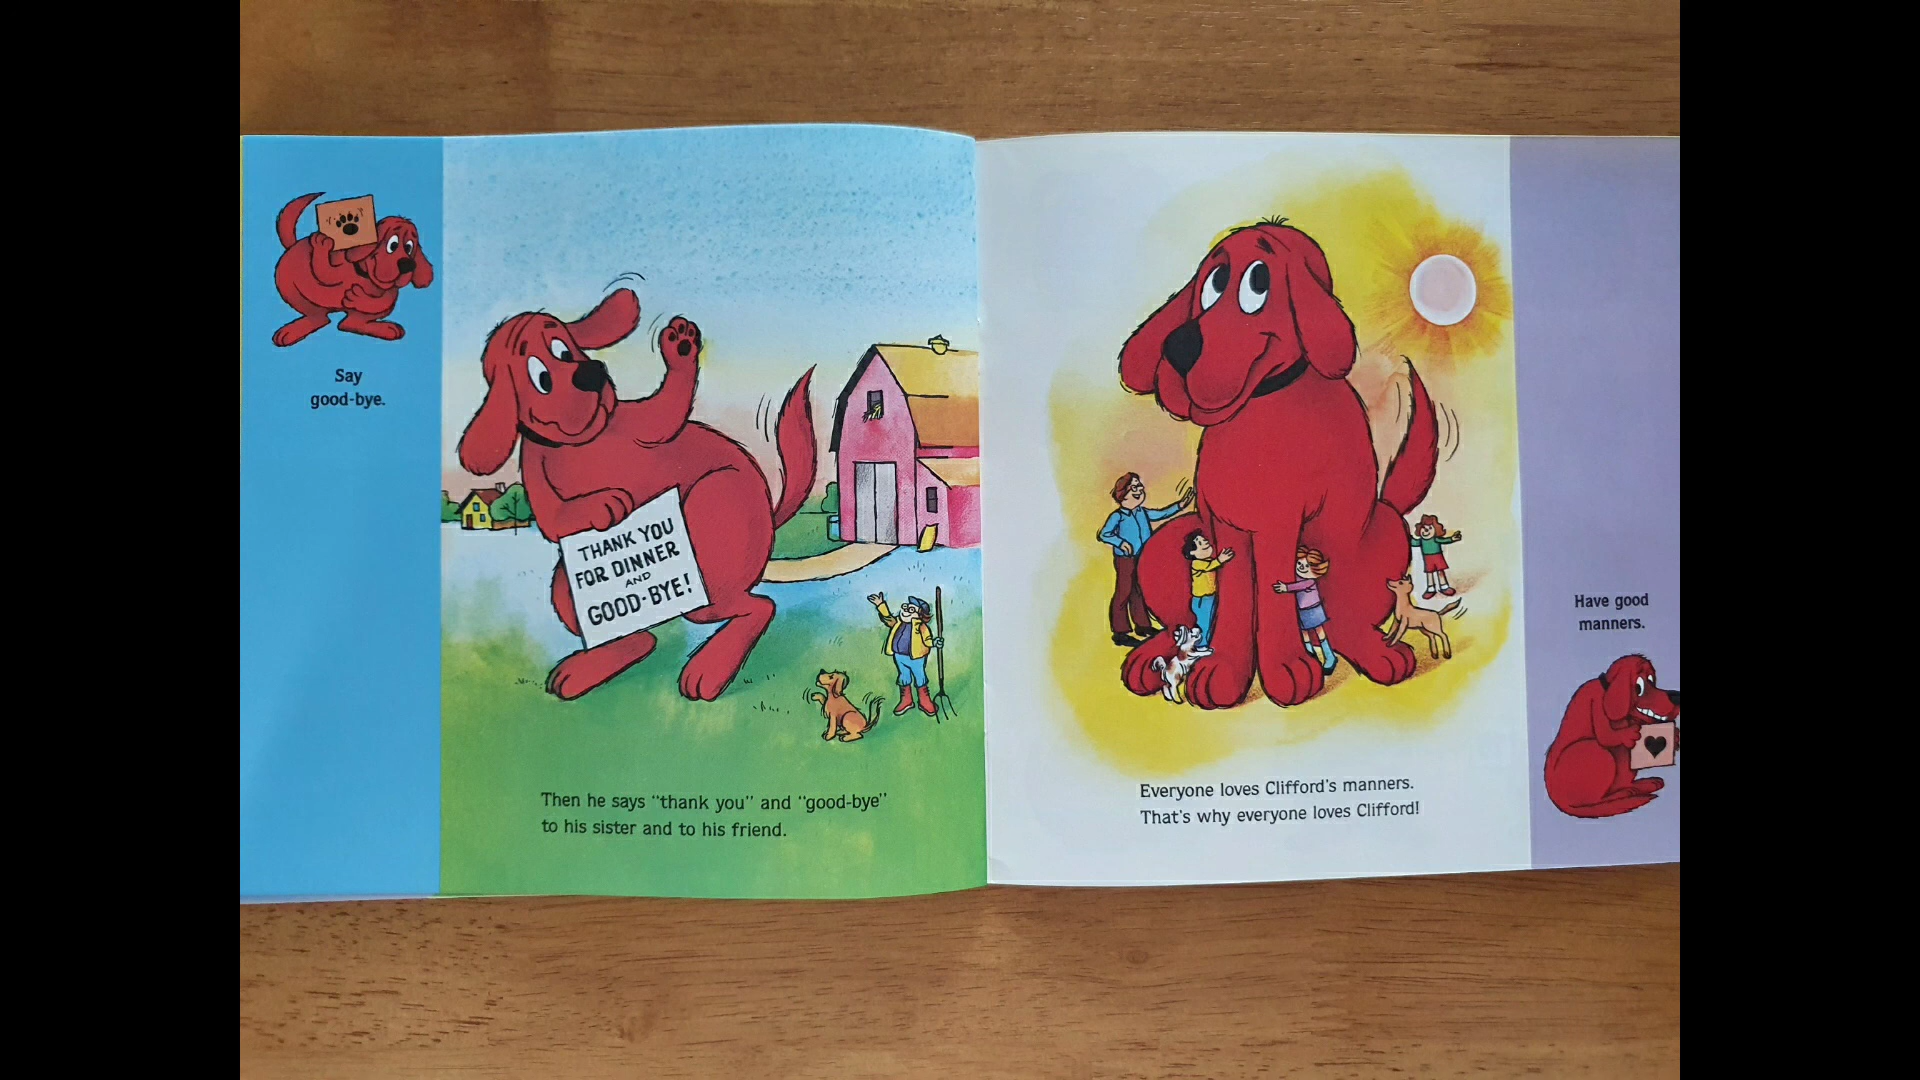 Say
good-bye.
THANK YOU
FOR DINNER
AND
GOOD-BYE!
Then he says “thank you” and “good-bye”
to his sister and to his friend.
Everyone loves Clifford's manners.
That's why everyone loves Clifford!
Have good
manners.